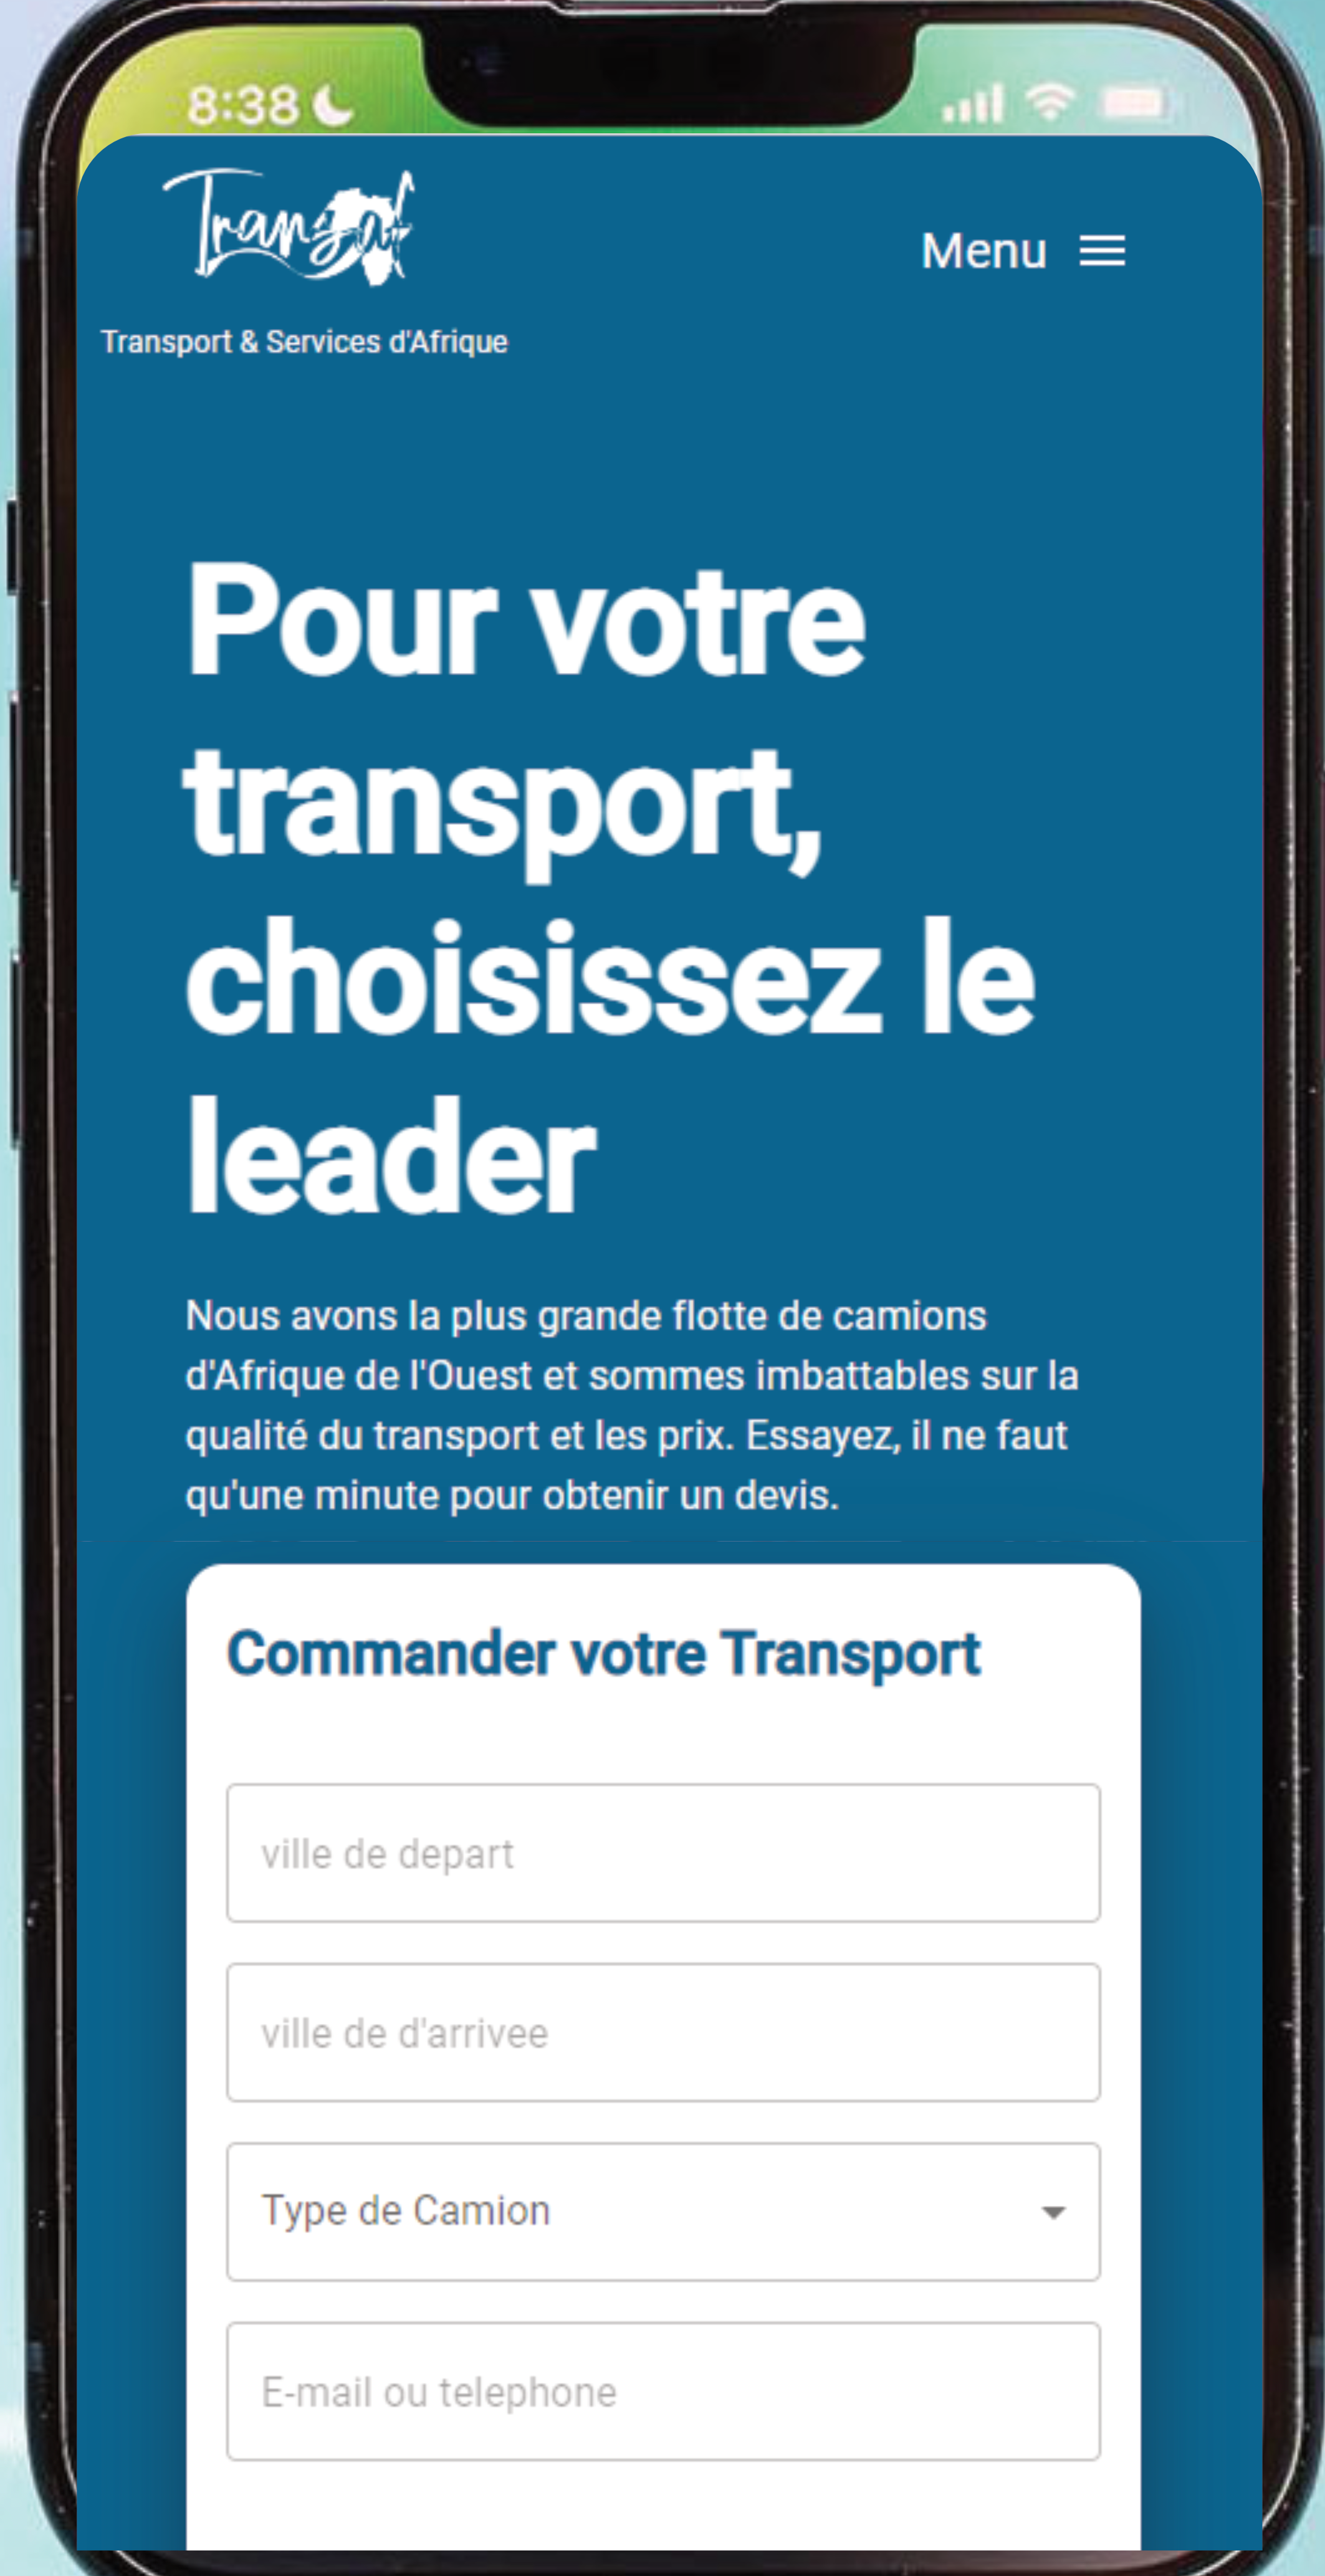 8:38
Transaf
Menu
Transport & Services d'Afrique
Pour votre
transport,
choisissez le
leader
Nous avons la plus grande flotte de camions
d'Afrique de l'Ouest et sommes imbattables sur la
qualité du transport et les prix. Essayez, il ne faut
qu'une minute pour obtenir un devis.
Commander votre Transport
ville de depart
ville de d'arrivee
Type de Camion
E-mail ou telephone